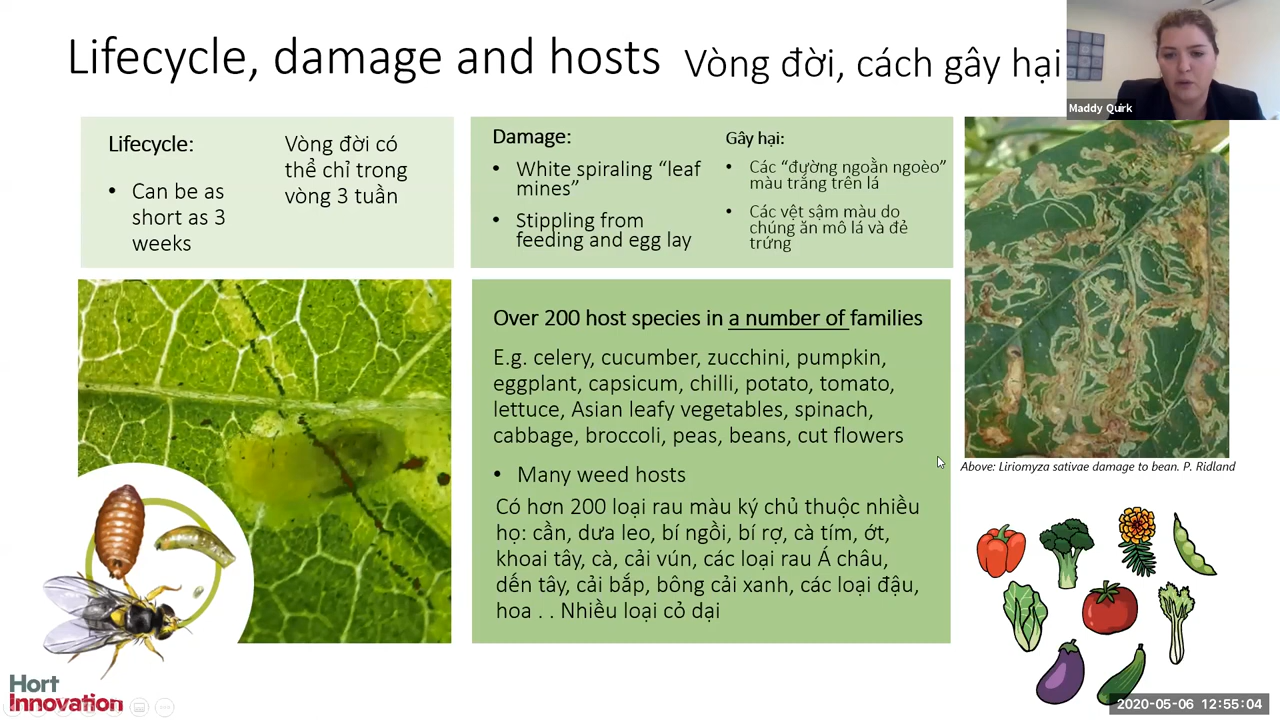 Lifecycle, damage and hosts
Vòng đời, cách gây hại
Maddy Quirk
Lifecycle:
• Can be as
short as 3
weeks
Vòng đời có
thể chỉ trong
vòng 3 tuần
Damage:
• White spiraling “leaf
mines”
• Stippling from
feeding and egg lay
Gây hại:
• Các “đường ngoằn ngoèo”
màu trắng trên lá
• Các vệt sậm màu do
chúng ăn mô lá và đẻ
trứng
Over 200 host species in a number of families
E.g. celery, cucumber, zucchini, pumpkin,
eggplant, capsicum, chilli, potato, tomato,
lettuce, Asian leafy vegetables, spinach,
cabbage, broccoli, peas, beans, cut flowers
• Many weed hosts
Có hơn 200 loại rau màu ký chủ thuộc nhiều
họ: cần, dưa leo, bí ngồi, bí rợ, cà tím, ớt,
khoai tây, cà, cải vún, các loại rau Á châu,
dến tây, cải bắp, bông cải xanh, các loại đậu,
hoa . . Nhiều loại cỏ dại
Above: Liriomyza sativae damage to bean. P. Ridland
Hort
Innovation
2020-05-06 12:55:04